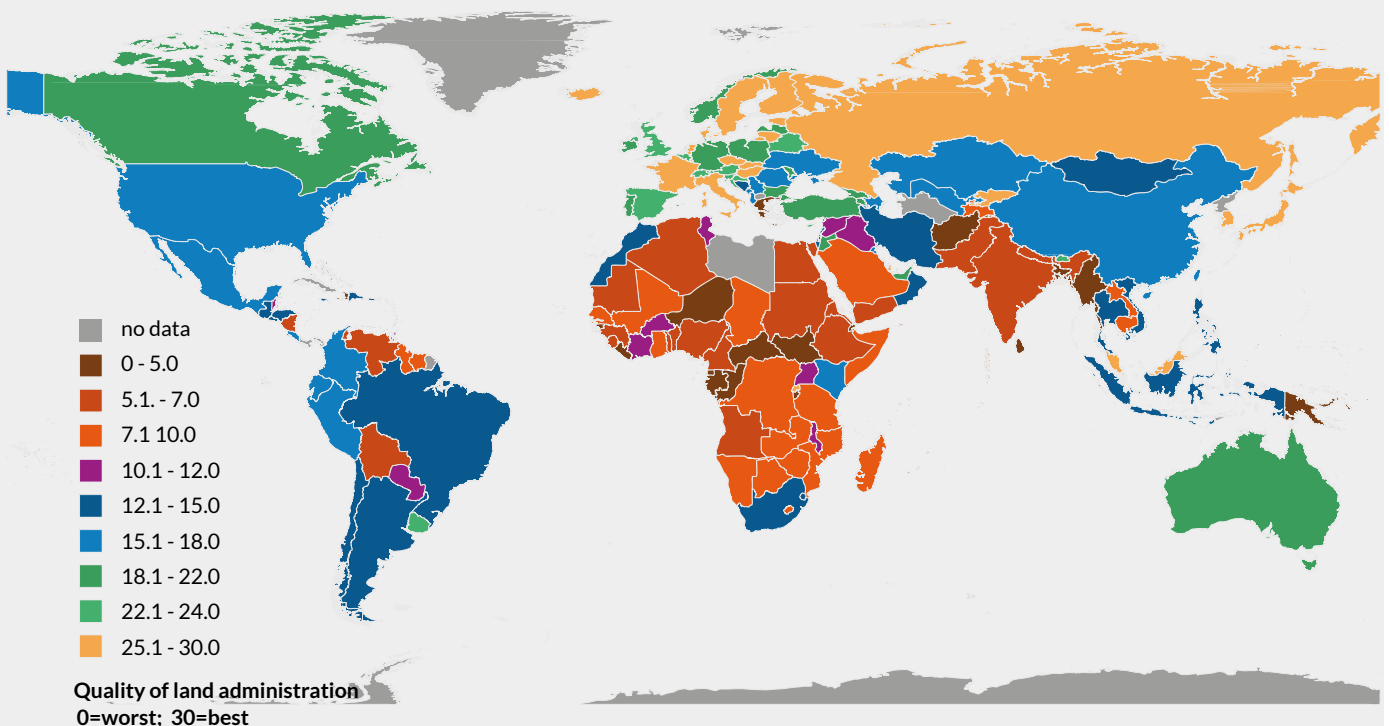 no data
0 - 5.0
5.1. - 7.0
7.1 10.0
10.1 - 12.0
12.1 - 15.0
15.1 - 18.0
18.1 - 22.0
22.1 - 24.0
25.1 - 30.0
Quality of land administration
0=worst; 30=best